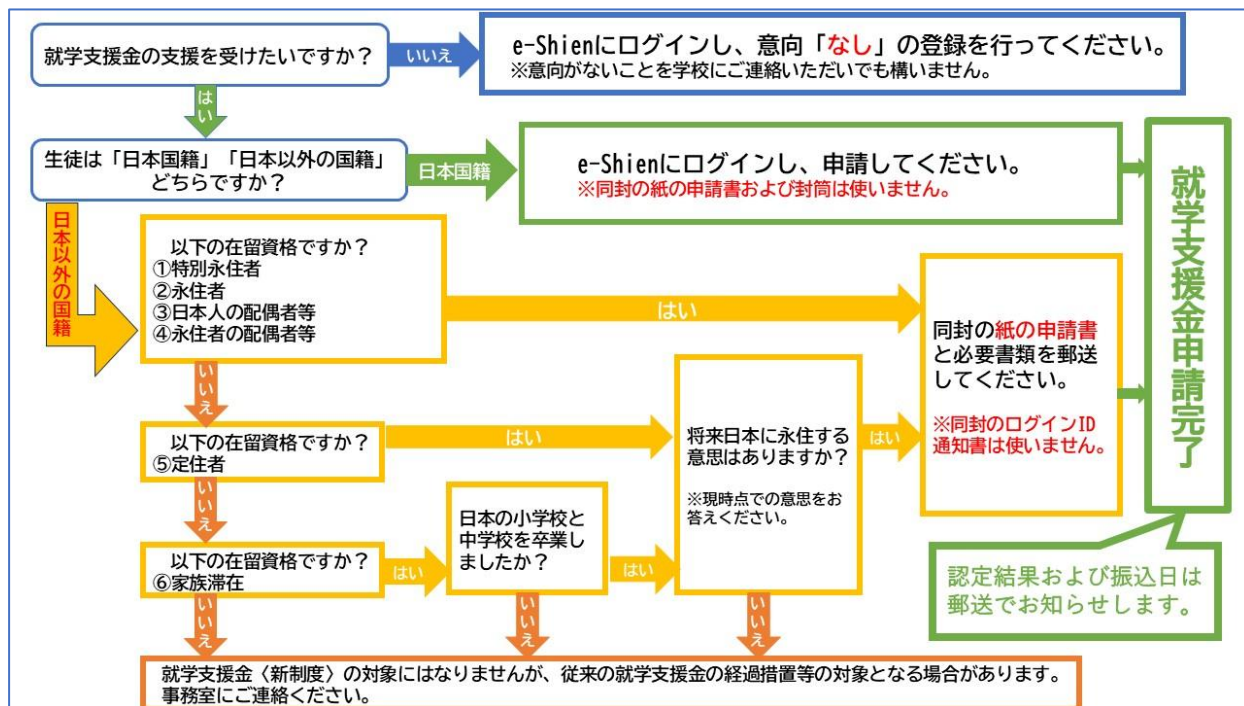 就学支援金の支援を受けたいですか？
いいえ
e-Shienにログインし、意向「なし」の登録を行ってください。
※意向がないことを学校にご連絡いただいでも構いません。
はい
生徒は「日本国籍」「日本以外の国籍」
どちらですか？
日本国籍
e-Shienにログインし、申請してください。
※同封の紙の申請書および封筒は使いません。
日本以外の国籍
以下の在留資格ですか？
①特別永住者
②永住者
③日本人の配偶者等
④永住者の配偶者等
はい
同封の紙の申請書
と必要書類を郵送
してください。
※同封のログインID
通知書は使いません。
就学支援金申請完了
いいえ
以下の在留資格ですか？
⑤定住者
はい
将来日本に永住する
意思はありますか？
※現時点での意思をお
答えください。
はい
いいえ
以下の在留資格ですか？
⑥家族滞在
はい
日本の小学校と
中学校を卒業し
ましたか？
はい
認定結果および振込日は
郵送でお知らせします。
いいえ
いいえ
いいえ
就学支援金〈新制度〉の対象にはなりませんが、従来の就学支援金の経過措置等の対象となる場合があります。
事務室にご連絡ください。